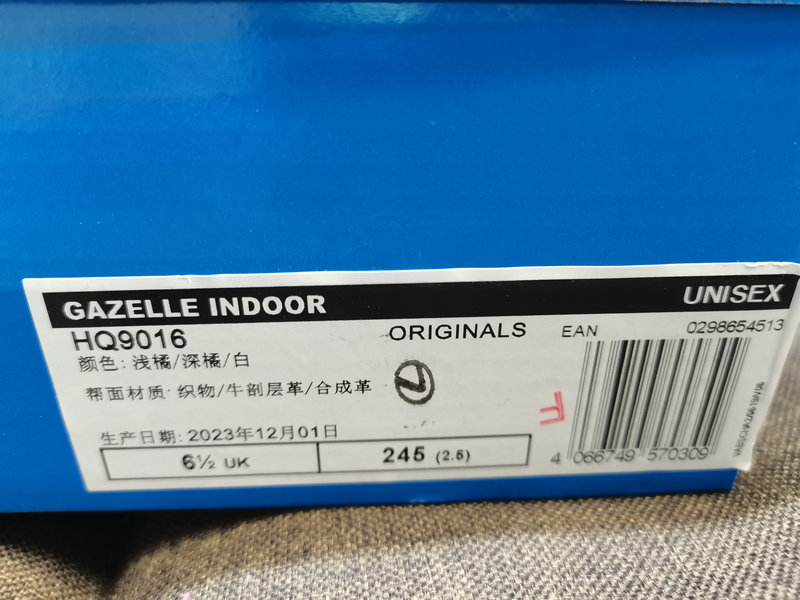 GAZELLE INDOOR
UNISEX
HQ9016
ORIGINALS
EAN
0298654513
颜色: 浅橘/深橘/白
帮面材质: 织物/牛剖层革/合成革
生产日期: 2023年12月01日
6½ UK
245 (2.5)
4 066749 570309